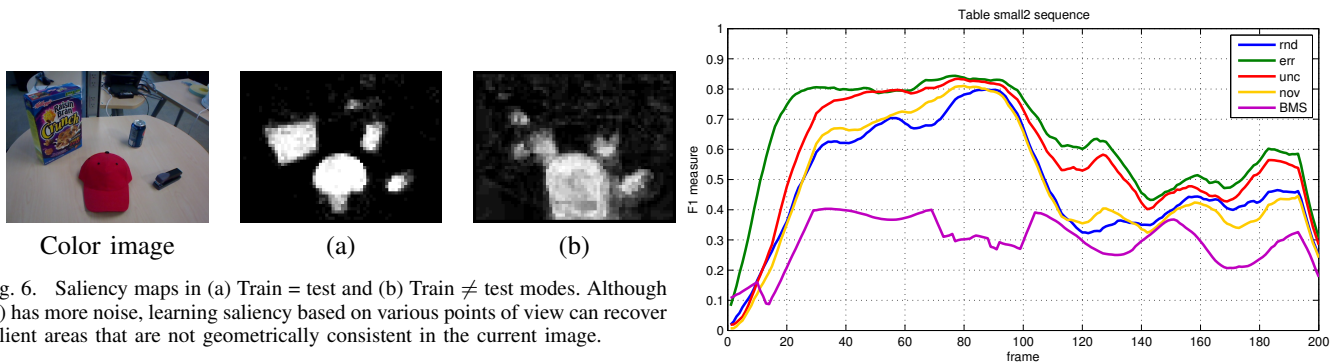 Color image
(a)
(b)
g. 6. Saliency maps in (a) Train = test and (b) Train ≠ test modes. Although
) has more noise, learning saliency based on various points of view can recover
lient areas that are not geometrically consistent in the current image.
Raisin
Bran
Crunch
Table small2 sequence
F1 measure
1
0.9
0.8
0.7
0.6
0.5
0.4
0.3
0.2
0.1
0
rnd
err
unc
nov
BMS
0 20 40 60 80 100 120 140 160 180 200
frame